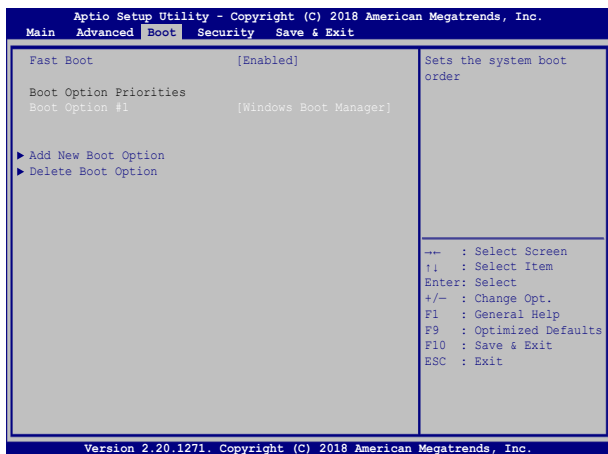 Aptio Setup Utility - Copyright (C) 2018 American Megatrends, Inc.
Main Advanced Boot Security Save & Exit
Fast Boot [Enabled]
Boot Option Priorities
Boot Option #1 [Windows Boot Manager]
▶ Add New Boot Option
▶ Delete Boot Option
Sets the system boot
order
→← : Select Screen
↑↓ : Select Item
Enter: Select
+/— : Change Opt.
F1 : General Help
F9 : Optimized Defaults
F10 : Save & Exit
ESC : Exit
Version 2.20.1271. Copyright (C) 2018 American Megatrends, Inc.